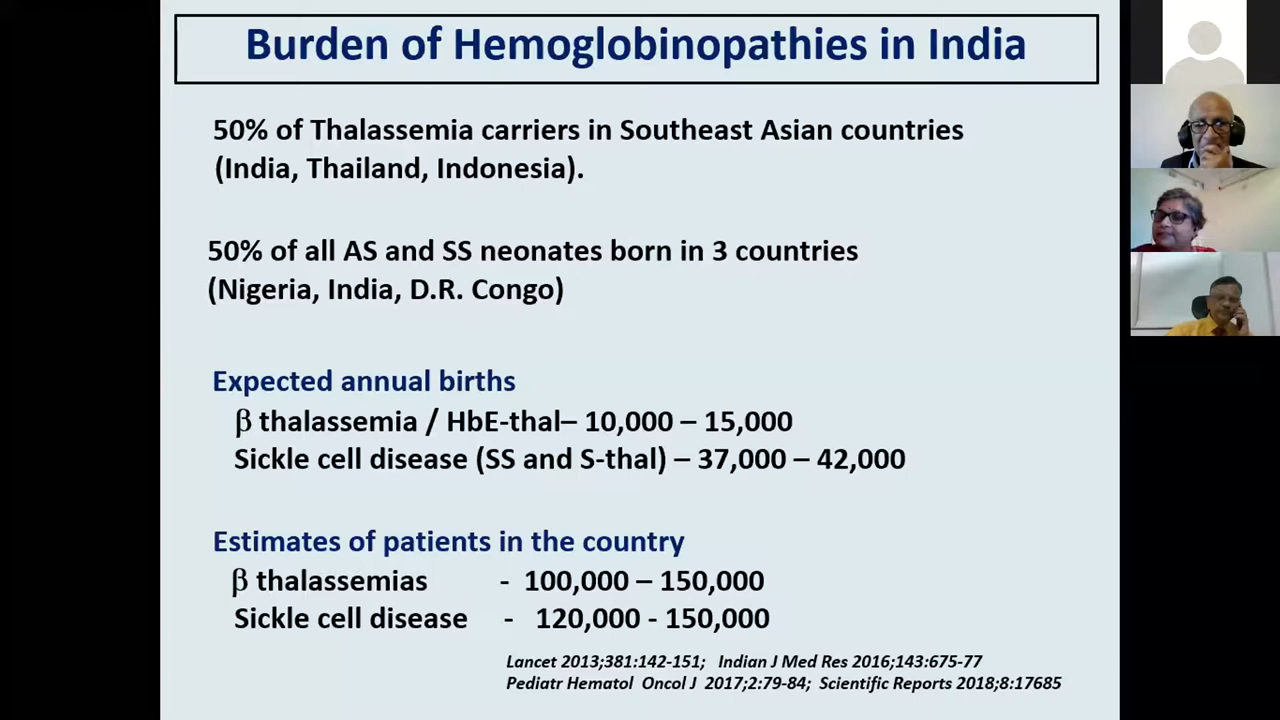 Burden of Hemoglobinopathies in India
50% of Thalassemia carriers in Southeast Asian countries
(India, Thailand, Indonesia).
50% of all AS and SS neonates born in 3 countries
(Nigeria, India, D.R. Congo)
Expected annual births
β thalassemia / HbE-thal– 10,000 – 15,000
Sickle cell disease (SS and S-thal) – 37,000 – 42,000
Estimates of patients in the country
β thalassemias - 100,000 – 150,000
Sickle cell disease - 120,000 - 150,000
Lancet 2013;381:142-151; Indian J Med Res 2016;143:675-77
Pediatr Hematol Oncol J 2017;2:79-84; Scientific Reports 2018;8:17685